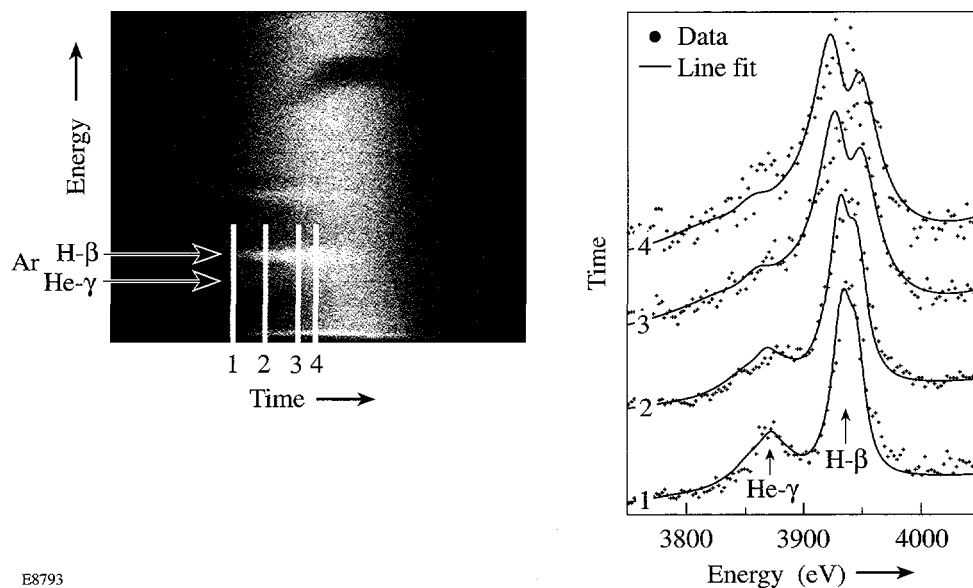 Energy
Ar
H-β
He-γ
1 2 3 4
Time
E8793
Data
Line fit
Time
4
3
2
1
He-γ
H-β
3800 3900 4000
Energy (eV)